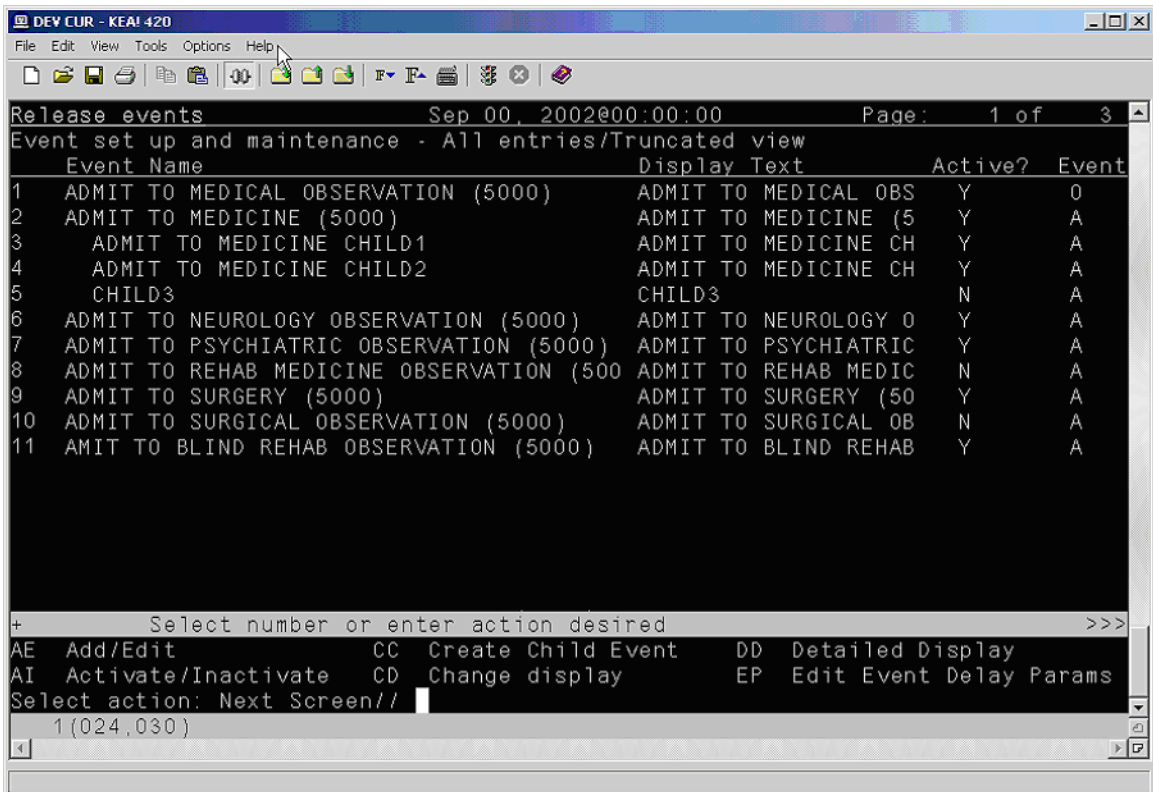 DEV CUR - KEA! 420
File Edit View Tools Options Help
Release events Sep 00, 2002@00:00:00 Page: 1 of 3
Event set up and maintenance - All entries/Truncated view
Event Name Display Text Active? Event
1 ADMIT TO MEDICAL OBSERVATION (5000) ADMIT TO MEDICAL OBS Y O
2 ADMIT TO MEDICINE (5000) ADMIT TO MEDICINE (5 Y A
3 ADMIT TO MEDICINE CHILD1 ADMIT TO MEDICINE CH Y A
4 ADMIT TO MEDICINE CHILD2 ADMIT TO MEDICINE CH Y A
5 CHILD3 CHILD3 N A
6 ADMIT TO NEUROLOGY OBSERVATION (5000) ADMIT TO NEUROLOGY O Y A
7 ADMIT TO PSYCHIATRIC OBSERVATION (5000) ADMIT TO PSYCHIATRIC Y A
8 ADMIT TO REHAB MEDICINE OBSERVATION (500 ADMIT TO REHAB MEDIC N A
9 ADMIT TO SURGERY (5000) ADMIT TO SURGERY (50 Y A
10 ADMIT TO SURGICAL OBSERVATION (5000) ADMIT TO SURGICAL OB N A
11 AMIT TO BLIND REHAB OBSERVATION (5000) ADMIT TO BLIND REHAB Y A
+ Select number or enter action desired >>>
AE Add/Edit CC Create Child Event DD Detailed Display
AI Activate/Inactivate CD Change display EP Edit Event Delay Params
Select action: Next Screen//
1(024,030)